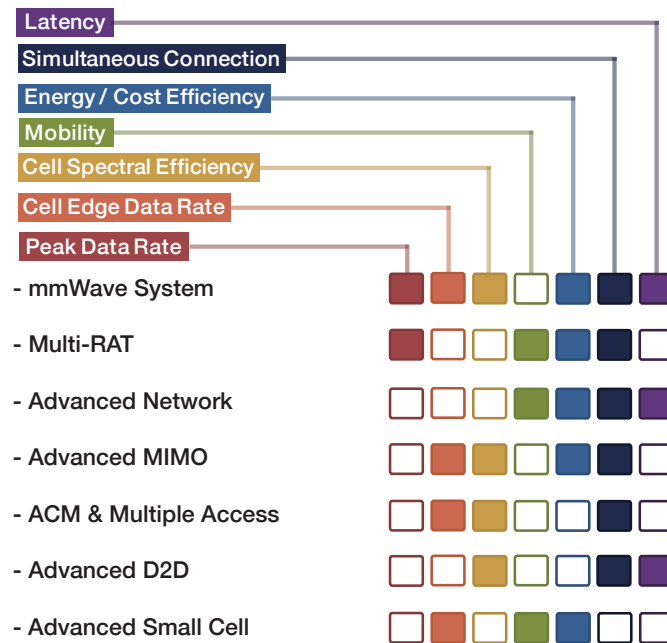 Latency
Simultaneous Connection
Energy / Cost Efficiency
Mobility
Cell Spectral Efficiency
Cell Edge Data Rate
Peak Data Rate
- mmWave System
- Multi-RAT
- Advanced Network
- Advanced MIMO
- ACM & Multiple Access
- Advanced D2D
- Advanced Small Cell